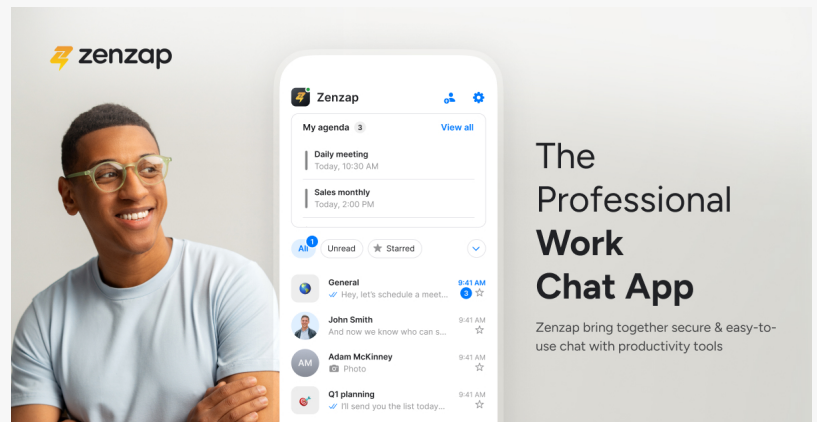 zenzap
Zenzap
My agenda 3
View all
Daily meeting
Today, 10:30 AM
Sales monthly
Today, 2:00 PM
All
1
Unread
Starred
General
9:41 AM
Hey, let's schedule a meet...
3
John Smith
9:41 AM
And now we know who can s...
AM
Adam McKinney
9:41 AM
Photo
Q1 planning
9:41 AM
I'll send you the list today...
The
Professional
Work
Chat App
Zenzap bring together secure & easy-to-
use chat with productivity tools